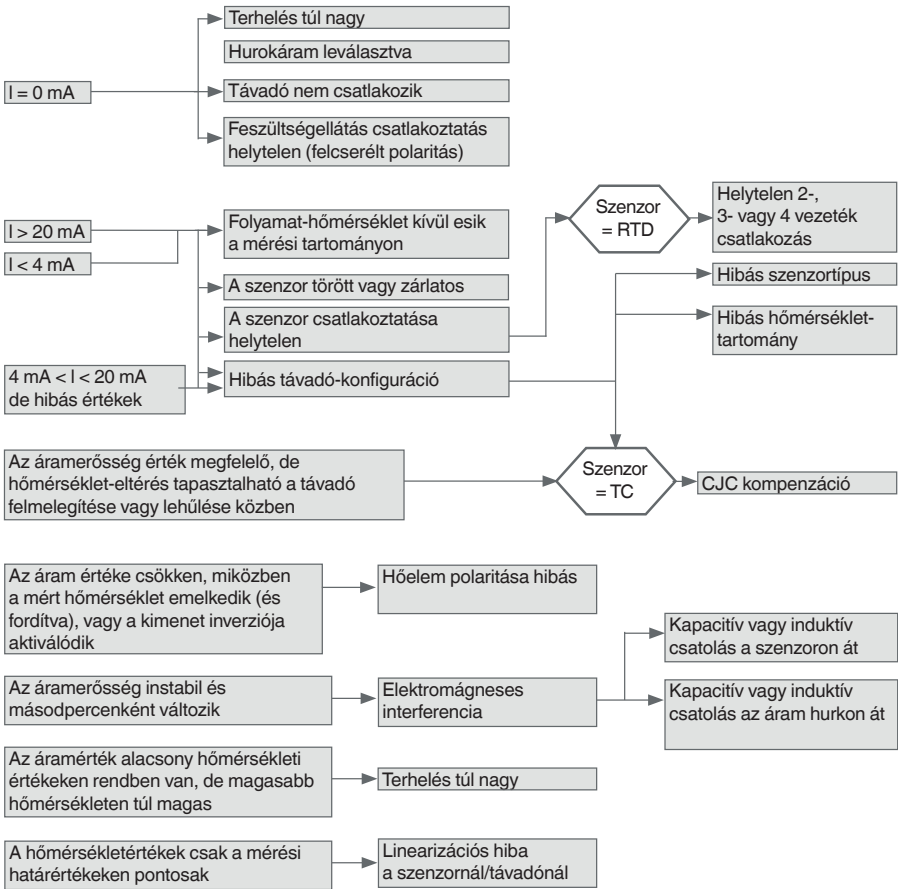 Terhelés túl nagy
Hurokáram leválasztva
I = 0 mA
Távadó nem csatlakozik
Feszültségellátás csatlakoztatás
helytelen (felcserélt polaritás)
I > 20 mA
I < 4 mA
Folyamat-hőmérséklet kívül esik
a mérési tartományon
Szenzor
= RTD
Helytelen 2-,
3- vagy 4 vezeték
csatlakozás
A szenzor törött vagy zárlatos
Hibás szenzortípus
A szenzor csatlakoztatása
helytelen
Hibás hőmérséklet-
tartomány
4 mA < I < 20 mA
de hibás értékek
Hibás távadó-konfiguráció
Az áramerősség érték megfelelő, de
hőmérséklet-eltérés tapasztalható a távadó
felmelegítése vagy lehűlése közben
Szenzor
= TC
CJC kompenzáció
Az áram értéke csökken, miközben
a mért hőmérséklet emelkedik (és
fordítva), vagy a kimenet inverziója
aktiválódik
Hőelem polaritása hibás
Az áramerősség instabil és
másodpercenként változik
Elektromágneses
interferencia
Kapacitív vagy induktív
csatolás a szenzoron át
Kapacitív vagy induktív
csatolás az áram hurkon át
Az áramérték alacsony hőmérsékleti
értékeken rendben van, de magasabb
hőmérsékleten túl magas
Terhelés túl nagy
A hőmérsékletértékek csak a mérési
határértékeken pontosak
Linearizációs hiba
a szenzornál/távadónál